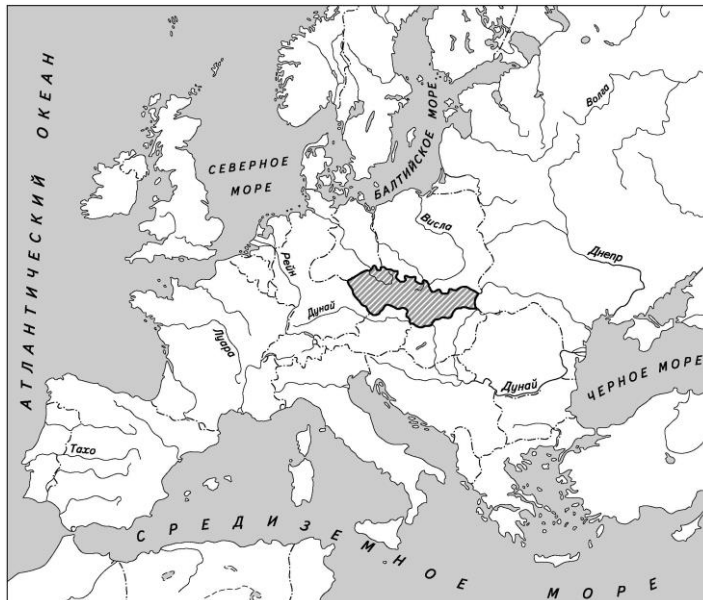 АТЛАНТИЧЕСКИЙ ОКЕАН
СЕВЕРНОЕ
МОРЕ
БАЛТИЙСКОЕ МОРЕ
Волга
Висла
Рейн
Днепр
Дунай
Луара
Дунай
ЧЕРНОЕ МОРЕ
Тахо
СРЕДИЗЕМНОЕ МОРЕ